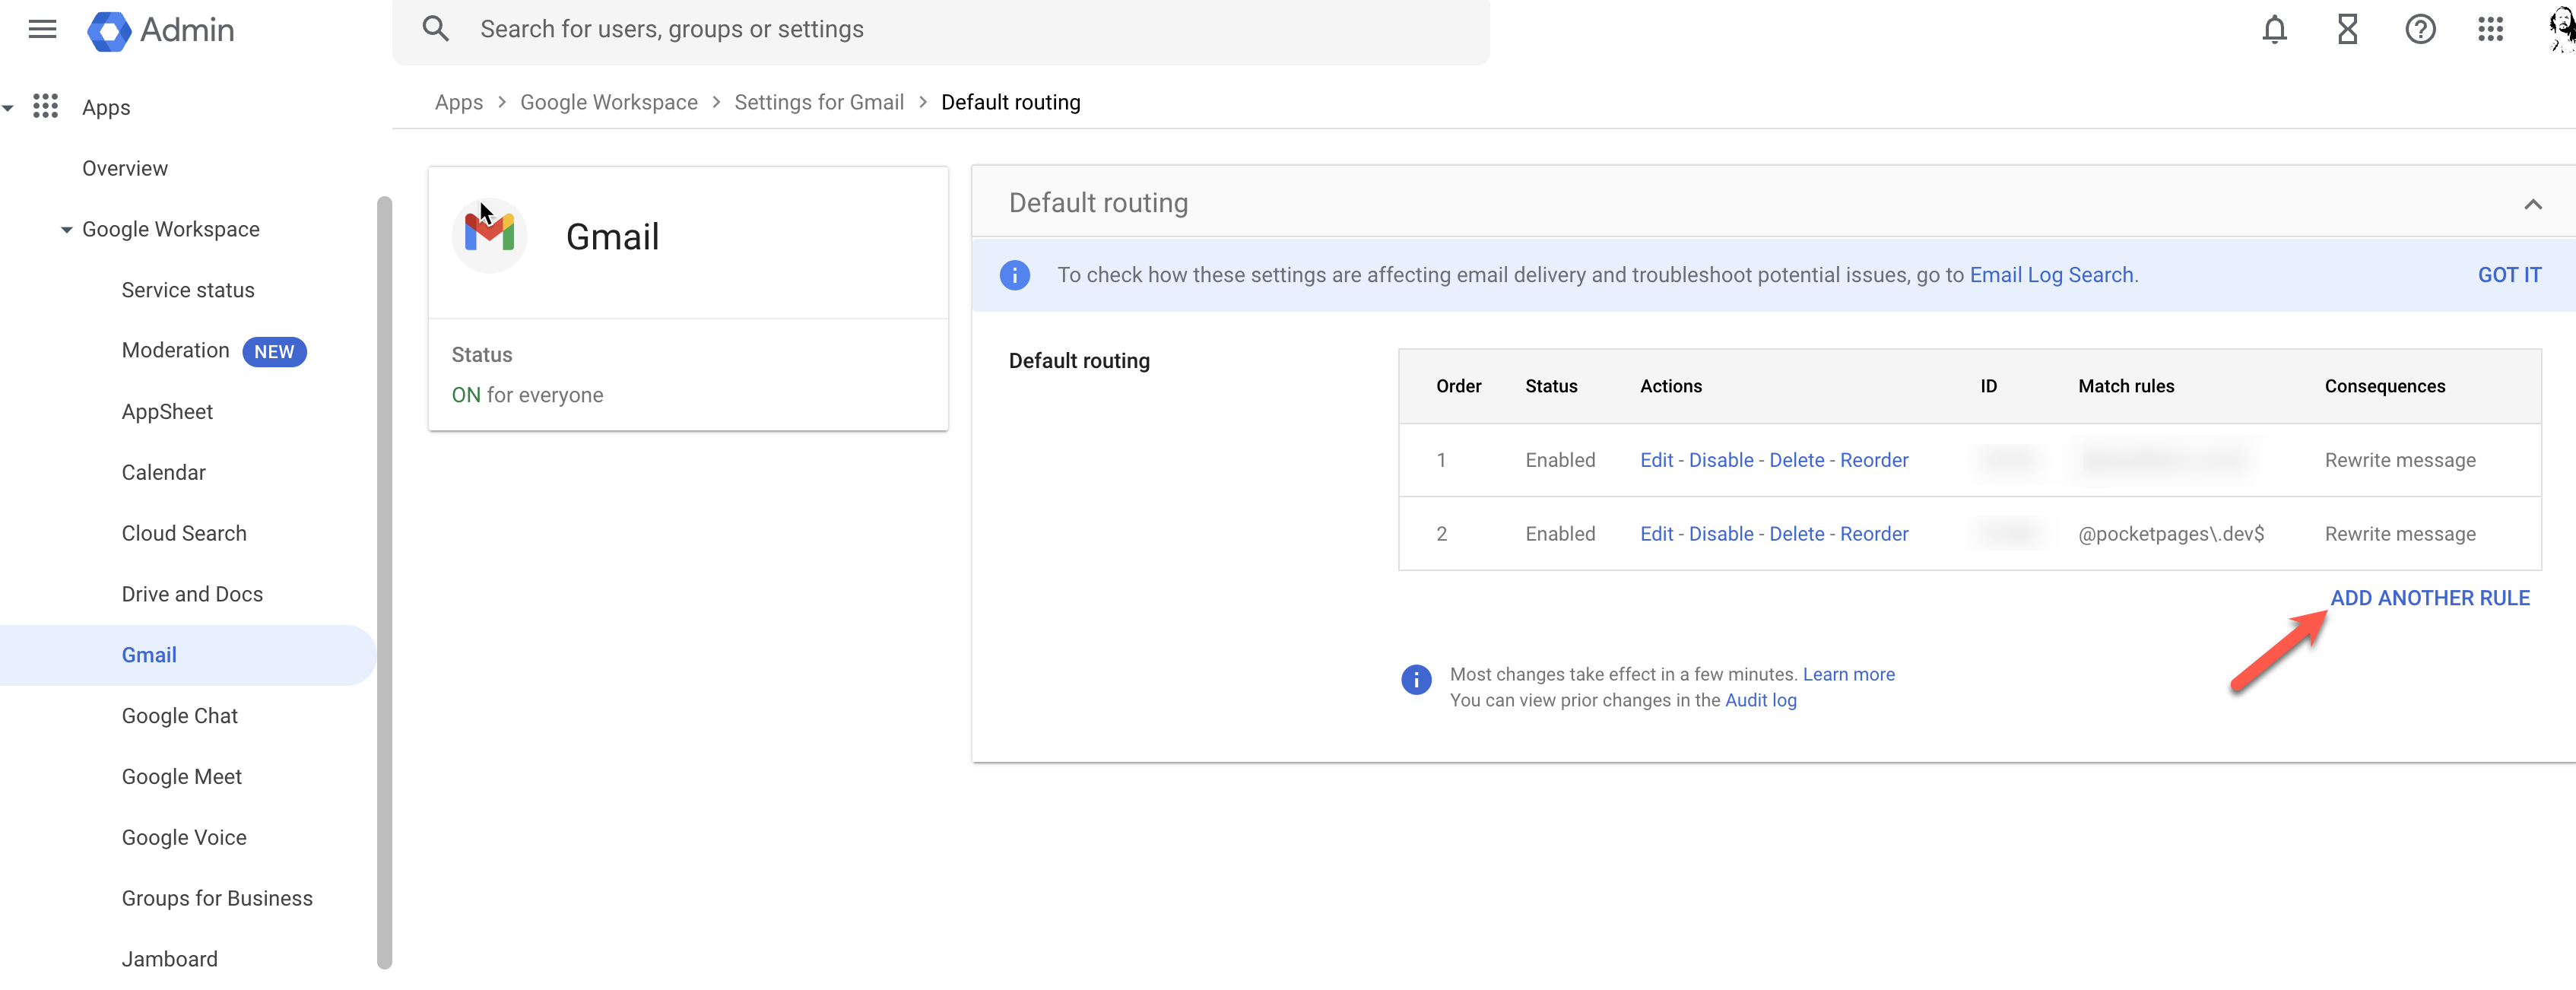 Admin
Search for users, groups or settings
Apps
Overview
Google Workspace
Service status
Moderation NEW
AppSheet
Calendar
Cloud Search
Drive and Docs
Gmail
Google Chat
Google Meet
Google Voice
Groups for Business
Jamboard
Apps > Google Workspace > Settings for Gmail > Default routing
Gmail
Status
ON for everyone
Default routing
To check how these settings are affecting email delivery and troubleshoot potential issues, go to Email Log Search. GOT IT
Default routing
Order Status Actions ID Match rules Consequences
1 Enabled Edit - Disable - Delete - Reorder Rewrite message
2 Enabled Edit - Disable - Delete - Reorder @pocketpages\.dev$ Rewrite message
ADD ANOTHER RULE
Most changes take effect in a few minutes. Learn more
You can view prior changes in the Audit log